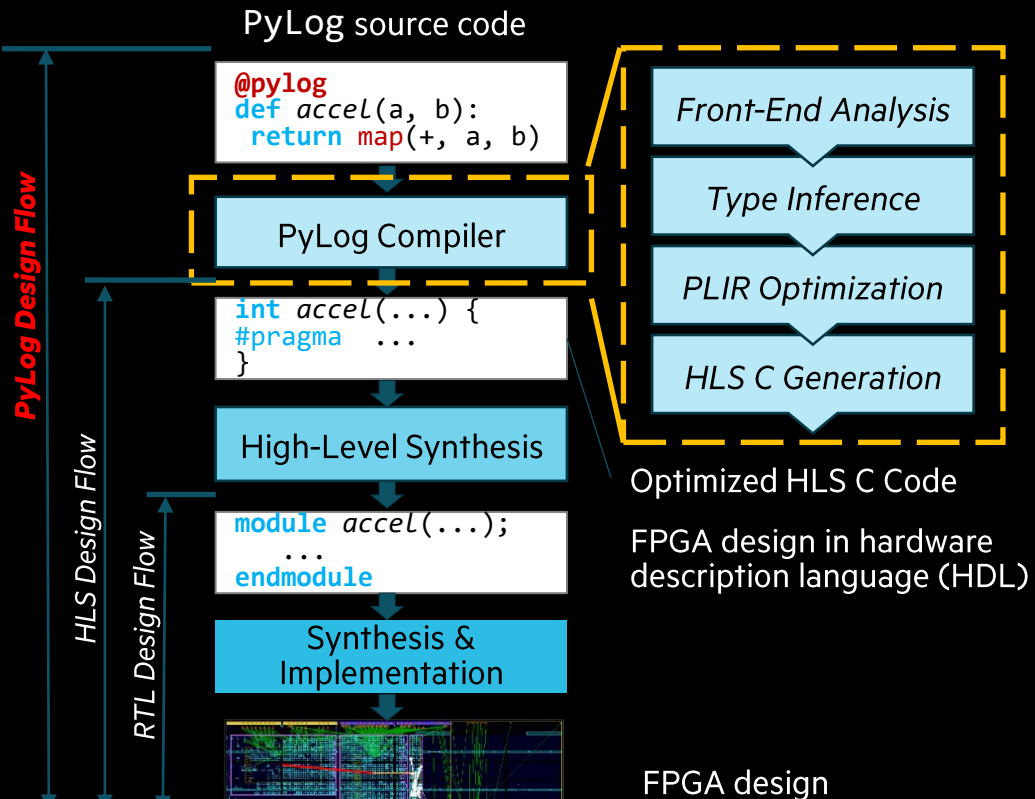 PyLog source code
@pylog
def accel(a, b):
return map(+, a, b)
PyLog Compiler
int accel(...) {
#pragma ...
}
High-Level Synthesis
module accel(...);
...
endmodule
Synthesis &
Implementation
PyLog Design Flow
HLS Design Flow
RTL Design Flow
Front-End Analysis
Type Inference
PLIR Optimization
HLS C Generation
Optimized HLS C Code
FPGA design in hardware
description language (HDL)
FPGA design